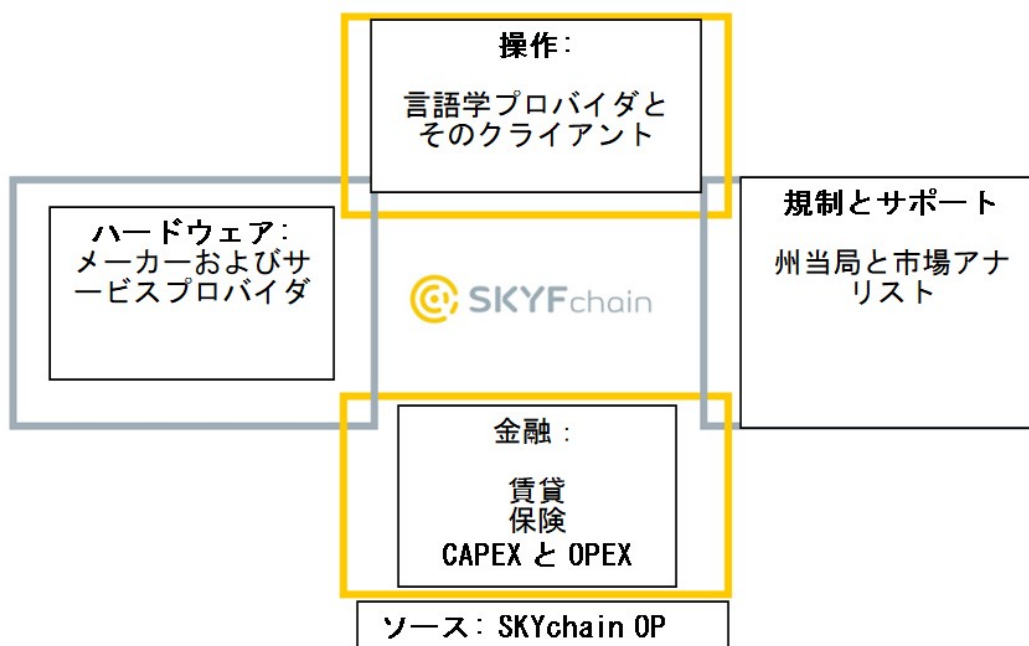 操作:
言語学プロバイダと
そのクライアント
ハードウェア:
メーカーおよびサ
ービスプロバイダ
SKYFchain
規制とサポート
州当局と市場アナ
リスト
金融：
賃貸
保険
CAPEX と OPEX
ソース: SKYchain OP